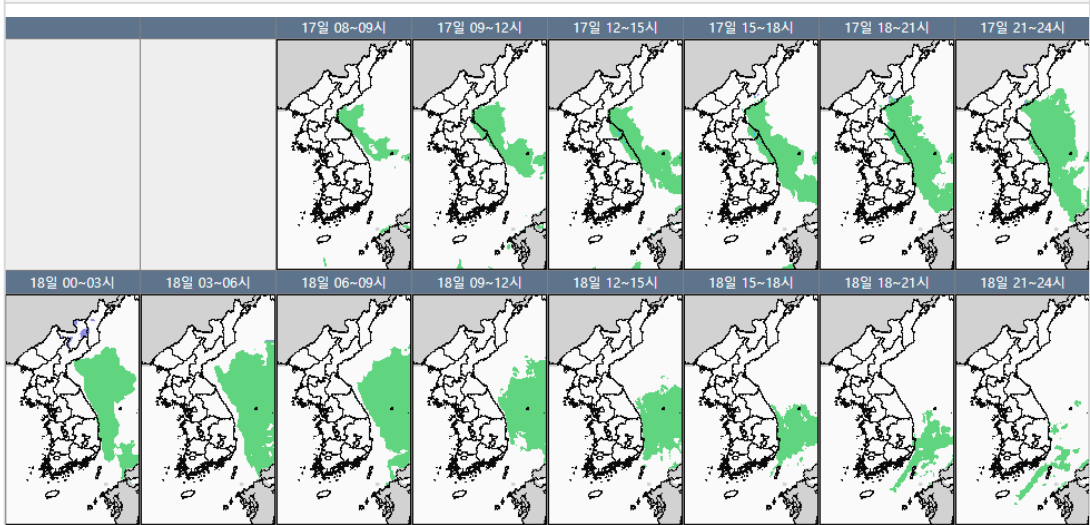 17일 08~09시
17일 09~12시
17일 12~15시
17일 15~18시
17일 18~21시
17일 21~24시
18일 00~03시
18일 03~06시
18일 06~09시
18일 09~12시
18일 12~15시
18일 15~18시
18일 18~21시
18일 21~24시